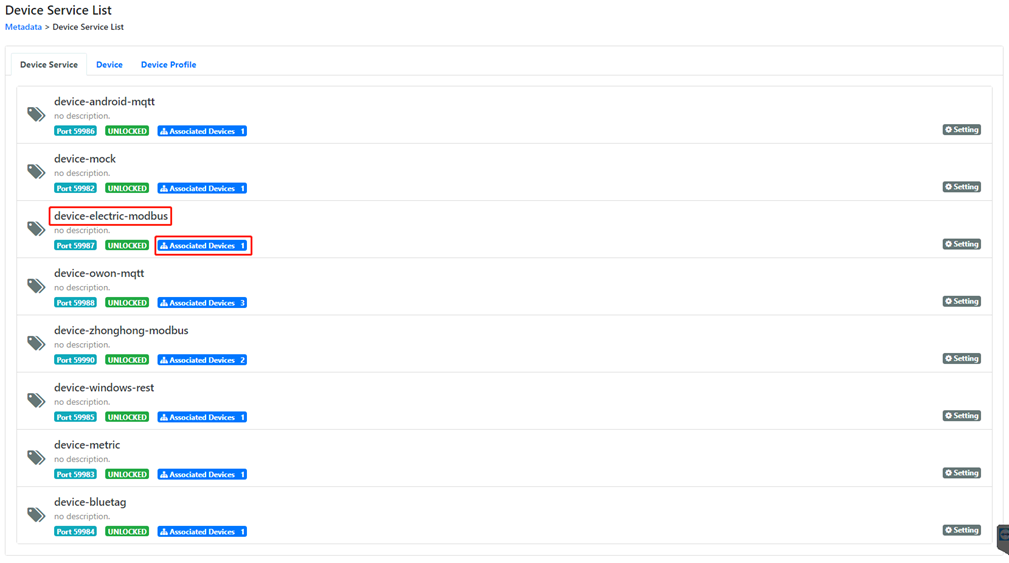 Device Service List
Metadata > Device Service List
Device Service Device Device Profile
device-android-mqtt
no description.
Port 59986 UNLOCKED Associated Devices 1 Setting
device-mock
no description.
Port 59982 UNLOCKED Associated Devices 1 Setting
device-electric-modbus
no description.
Port 59987 UNLOCKED Associated Devices 1 Setting
device-owon-mqtt
no description.
Port 59988 UNLOCKED Associated Devices 3 Setting
device-zhonghong-modbus
no description.
Port 59990 UNLOCKED Associated Devices 2 Setting
device-windows-rest
no description.
Port 59985 UNLOCKED Associated Devices 1 Setting
device-metric
no description.
Port 59983 UNLOCKED Associated Devices 1 Setting
device-bluetag
no description.
Port 59984 UNLOCKED Associated Devices 1 Setting